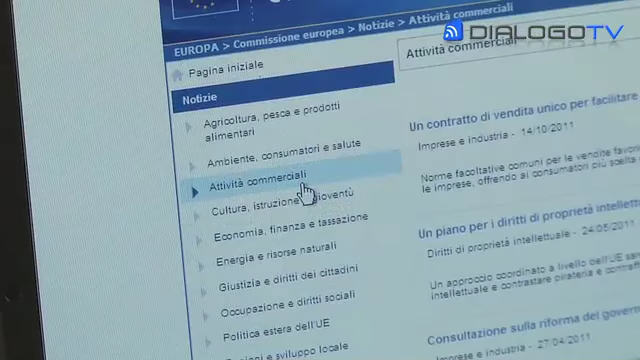 DIALOGOTV
EUROPA > Commissione europea > Notizie > Attività commerciali
Pagina iniziale
Attività commerciali
Notizie
Agricoltura, pesca e prodotti
alimentari
Ambiente, consumatori e salute
Attività commerciali
Cultura, istruzione gioventù
Economia, finanza e tassazione
Energia e risorse naturali
Giustizia e diritti dei cittadini
Occupazione e diritti sociali
Politica estera dell'UE
e sviluppo locale
Un contratto di vendita unico per facilitare
Imprese e industria - 14/10/2011
Norme facoltative comuni per le vendite
le imprese, offrendo ai consumatori più scelta
Un piano per i diritti di proprietà
Diritti di proprietà intellettuale - 24/05/2011
Un approccio coordinato a livello dell'UE
intellettuale e contrastare pirateria e
Consultazione sulla riforma del
Imprese e industria - 27/04/2011